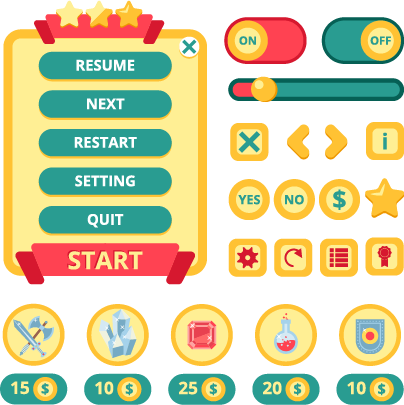 RESUME
NEXT
RESTART
SETTING
QUIT
START
ON
OFF
i
YES
NO
$
15 $
10 $
25 $
20 $
10 $